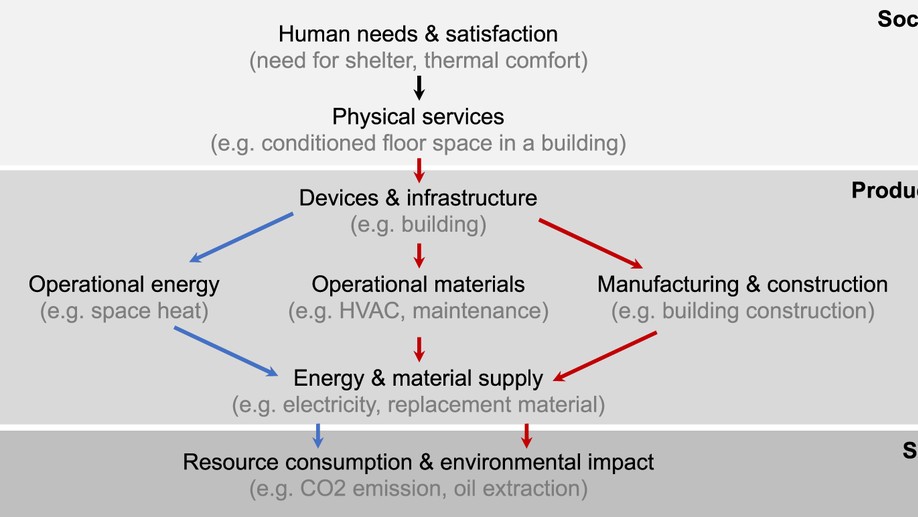 Soc
Human needs & satisfaction
(need for shelter, thermal comfort)
Physical services
(e.g. conditioned floor space in a building)
Produ
Devices & infrastructure
(e.g. building)
Operational energy
(e.g. space heat)
Operational materials
(e.g. HVAC, maintenance)
Manufacturing & construction
(e.g. building construction)
Energy & material supply
(e.g. electricity, replacement material)
S
Resource consumption & environmental impact
(e.g. CO2 emission, oil extraction)